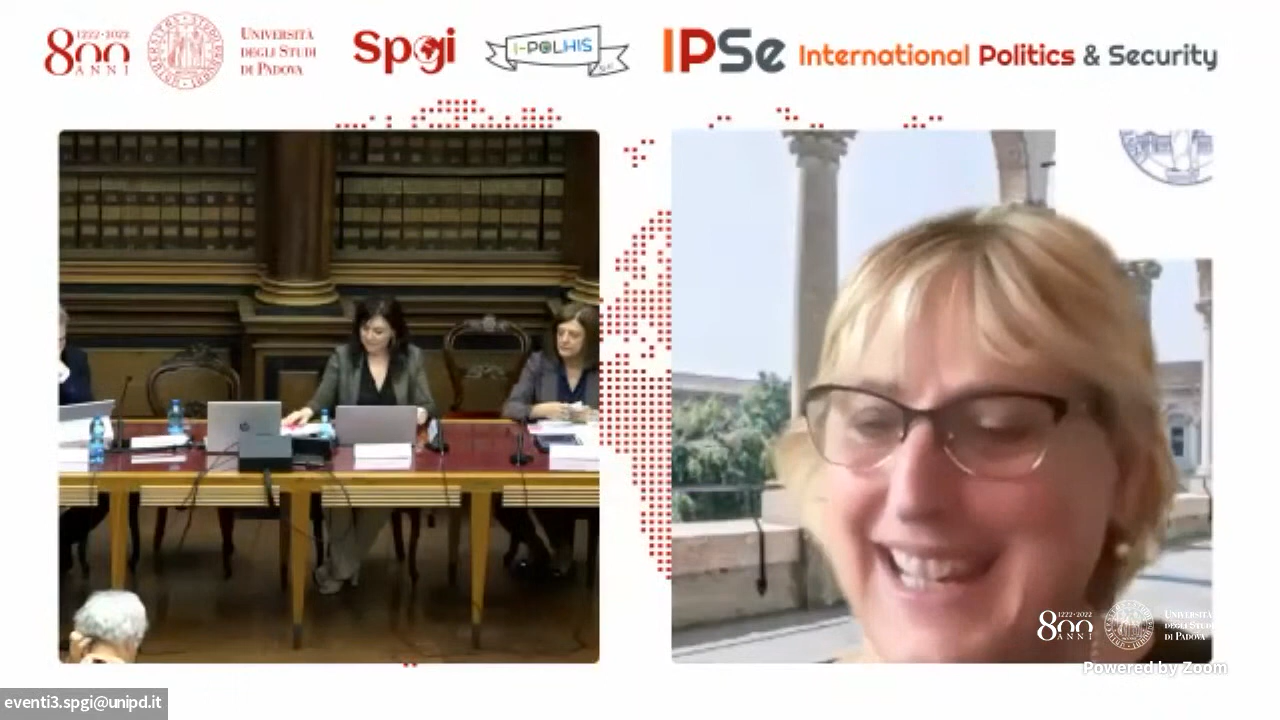 1222·2022
800
ANNI
UNIVERSITÀ
DEGLI STUDI
DI PADOVA
Spgi
I-POLHIS
IPSe International Politics & Security
hp
1222·2022
800
ANNI
UNIVERSITÀ
DEGLI STUDI
DI PADOVA
Powered by Zoom
eventi3.spgi@unipd.it